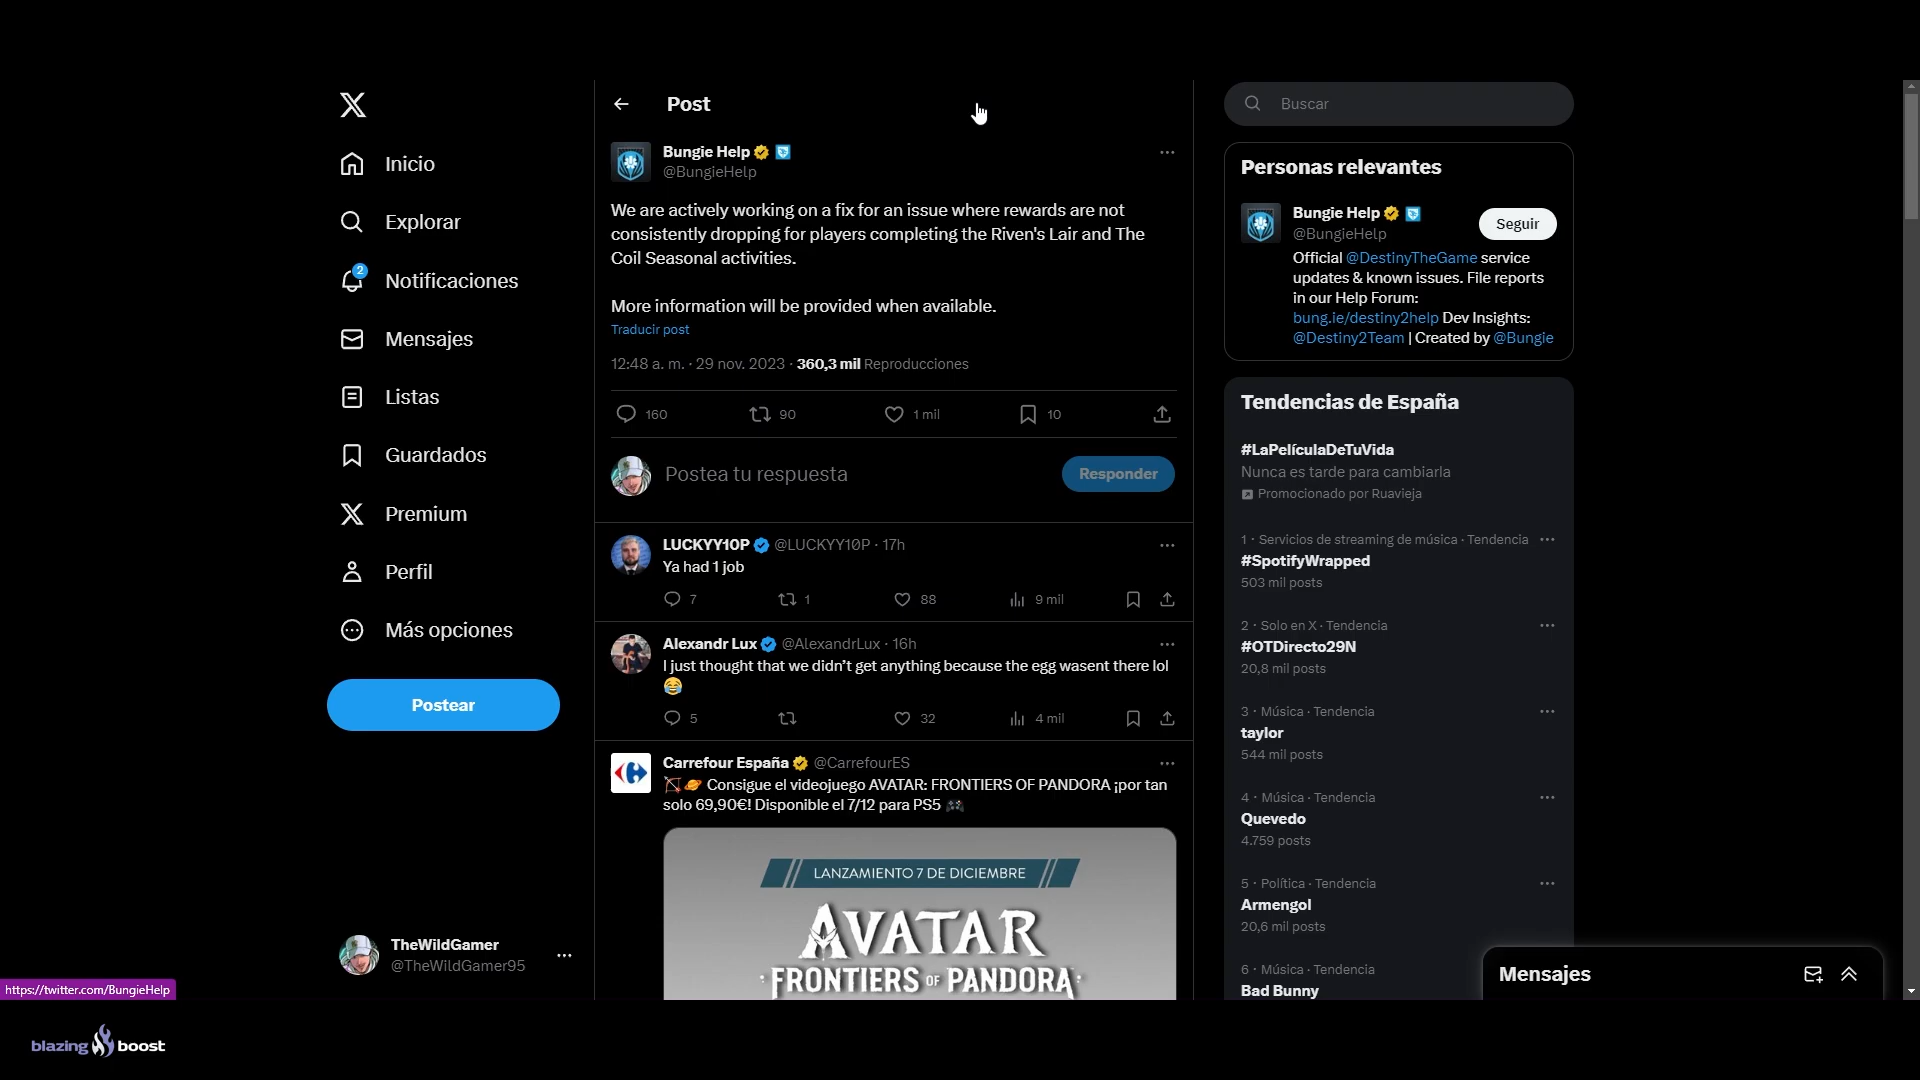 Inicio
Explorar
2
Notificaciones
Mensajes
Listas
Guardados
Premium
Perfil
Más opciones
Postear
TheWildGamer
@TheWildGamer95
https://twitter.com/BungieHelp
blazing boost
Post
Bungie Help
@BungieHelp
We are actively working on a fix for an issue where rewards are not
consistently dropping for players completing the Riven's Lair and The
Coil Seasonal activities.
More information will be provided when available.
Traducir post
12:48 a. m. · 29 nov. 2023 · 360,3 mil Reproducciones
160 90 1 mil 10
Postea tu respuesta
Responder
LUCKYY10P @LUCKYY10P · 17h
Ya had 1 job
7 1 88 9 mil
Alexandr Lux @AlexandrLux · 16h
I just thought that we didn't get anything because the egg wasent there lol
😂
5 32 4 mil
Carrefour España @CarrefourES
🏹🪐 Consigue el videojuego AVATAR: FRONTIERS OF PANDORA ¡por tan
solo 69,90€! Disponible el 7/12 para PS5 🎮
LANZAMIENTO 7 DE DICIEMBRE
AVATAR
FRONTIERS OF PANDORA
Buscar
Personas relevantes
Bungie Help
@BungieHelp
Seguir
Official @DestinyTheGame service
updates & known issues. File reports
in our Help Forum:
bung.ie/destiny2help Dev Insights:
@Destiny2Team | Created by @Bungie
Tendencias de España
#LaPelículaDeTuVida
Nunca es tarde para cambiarla
Promocionado por Ruavieja
1 · Servicios de streaming de música · Tendencia
#SpotifyWrapped
503 mil posts
2 · Solo en X · Tendencia
#OTDirecto29N
20,8 mil posts
3 · Música · Tendencia
taylor
544 mil posts
4 · Música · Tendencia
Quevedo
4.759 posts
5 · Política · Tendencia
Armengol
20,6 mil posts
6 · Música · Tendencia
Bad Bunny
Mensajes